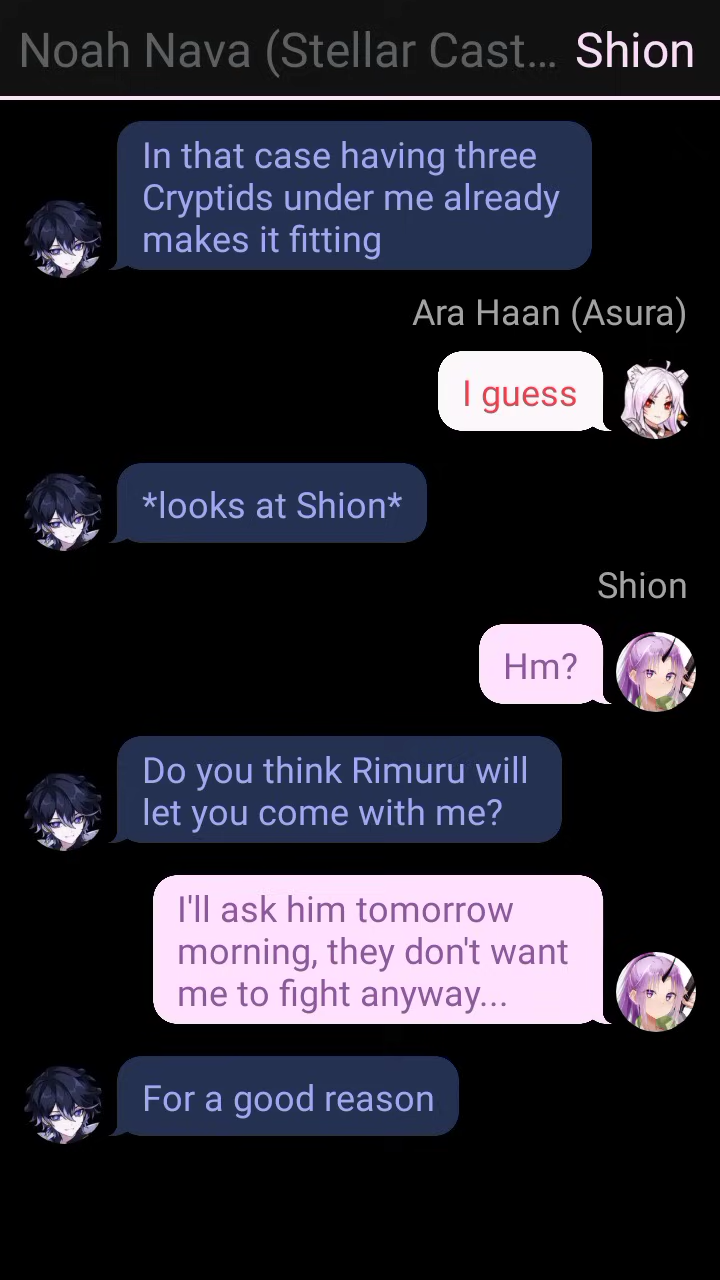 Noah Nava (Stellar Cast... Shion
In that case having three
Cryptids under me already
makes it fitting
Ara Haan (Asura)
I guess
*looks at Shion*
Shion
Hm?
Do you think Rimuru will
let you come with me?
I'll ask him tomorrow
morning, they don't want
me to fight anyway...
For a good reason